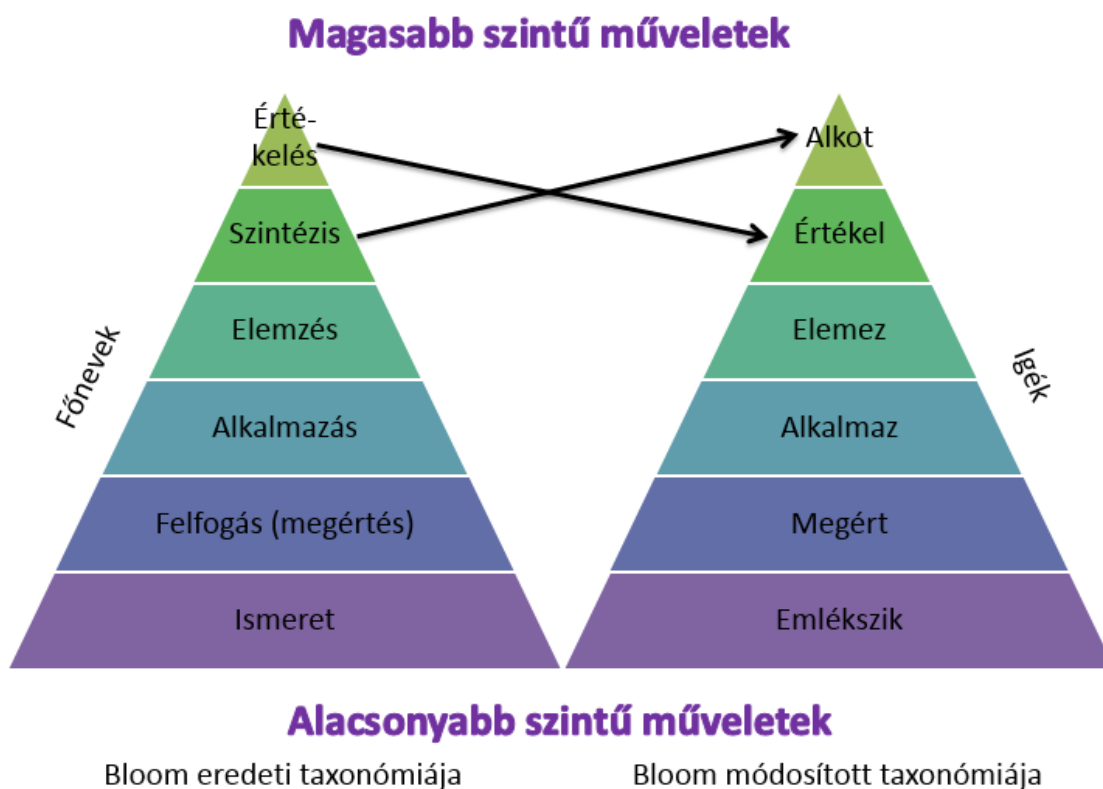 Magasabb szintű műveletek
Érté-
kelés
Alkot
Szintézis
Értékel
Elemzés
Elemez
Főnevek
Igék
Alkalmazás
Alkalmaz
Felfogás (megértés)
Megért
Ismeret
Emlékszik
Alacsonyabb szintű műveletek
Bloom eredeti taxonómiája
Bloom módosított taxonómiája